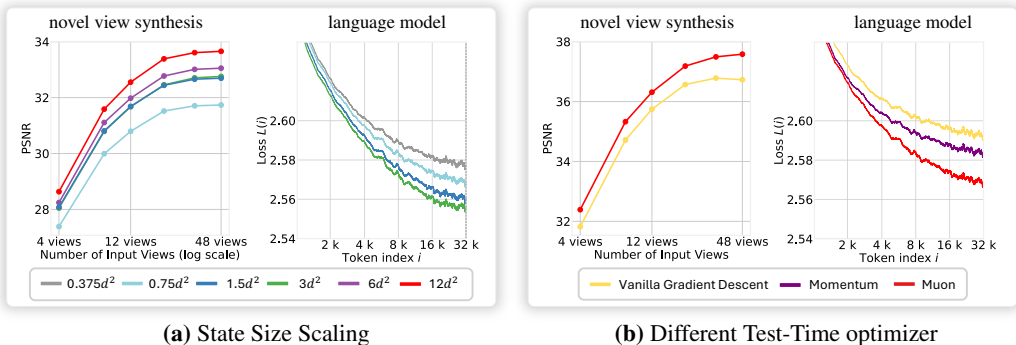 novel view synthesis
language model
34
32
30
28
PSNR
4 views
12 views
48 views
Number of Input Views (log scale)
2.60
2.58
2.56
2.54
Loss L(i)
2 k
4 k
8 k
16 k
32 k
Token index i
0.375d²
0.75d²
1.5d²
3d²
6d²
12d²
(a) State Size Scaling
novel view synthesis
language model
38
36
34
32
PSNR
4 views
12 views
48 views
Number of Input Views
2.60
2.58
2.56
2.54
Loss L(i)
2 k
4 k
8 k
16 k
32 k
Token index i
Vanilla Gradient Descent
Momentum
Muon
(b) Different Test-Time optimizer